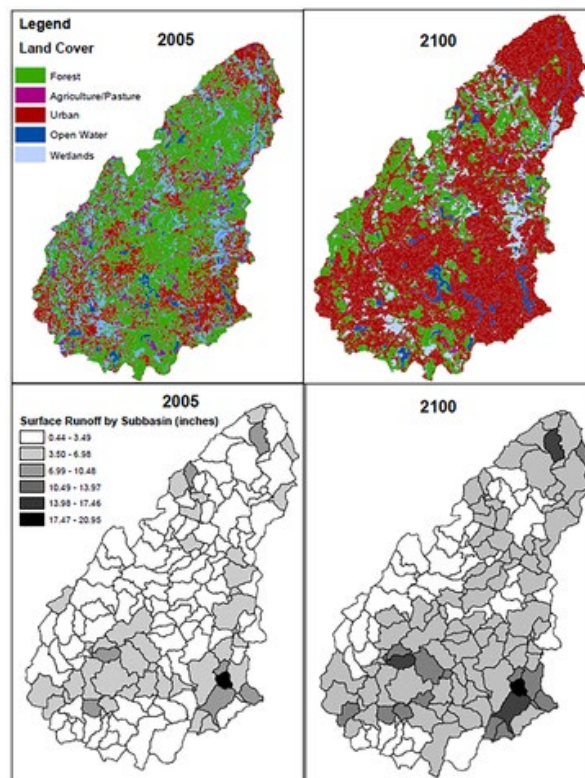 Legend
Land Cover
Forest
Agriculture/Pasture
Urban
Open Water
Wetlands
2005
2100
2005
Surface Runoff by Subbasin (inches)
0.44 - 3.49
3.50 - 6.98
6.99 - 10.48
10.49 - 13.97
13.98 - 17.46
17.47 - 20.95
2100